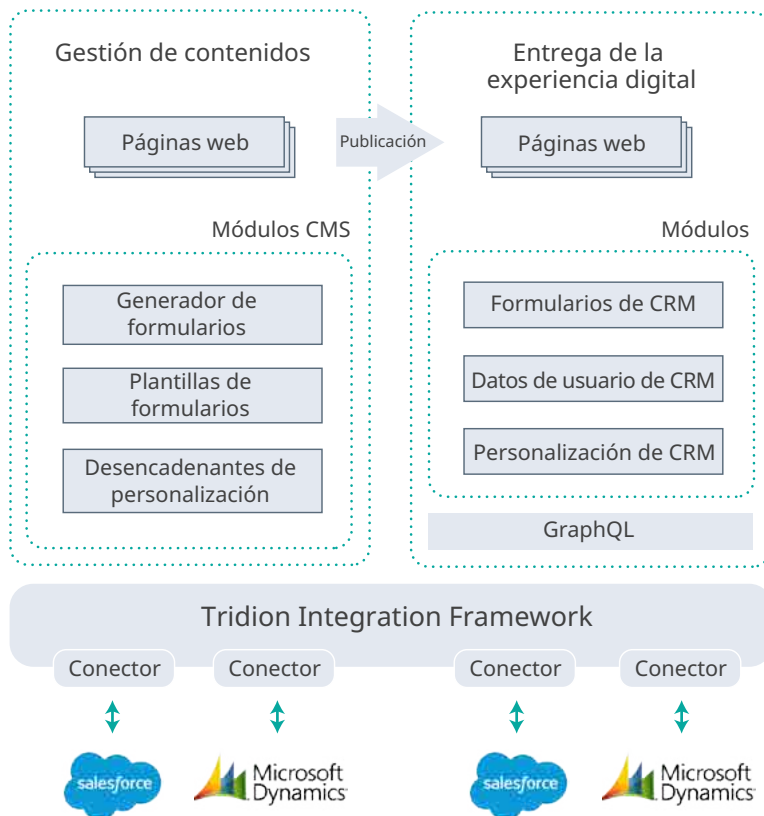 Gestión de contenidos
Páginas web
Publicación
Entrega de la
experiencia digital
Páginas web
Módulos CMS
Generador de
formularios
Plantillas de
formularios
Desencadenantes de
personalización
Módulos
Formularios de CRM
Datos de usuario de CRM
Personalización de CRM
GraphQL
Tridion Integration Framework
Conector
Conector
Conector
Conector
salesforce
Microsoft
Dynamics
salesforce
Microsoft
Dynamics